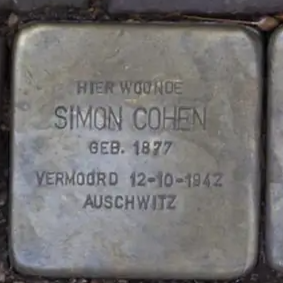 HIER WOONDE
SIMON COHEN
GEB. 1877
VERMOORD 12-10-1942
AUSCHWITZ